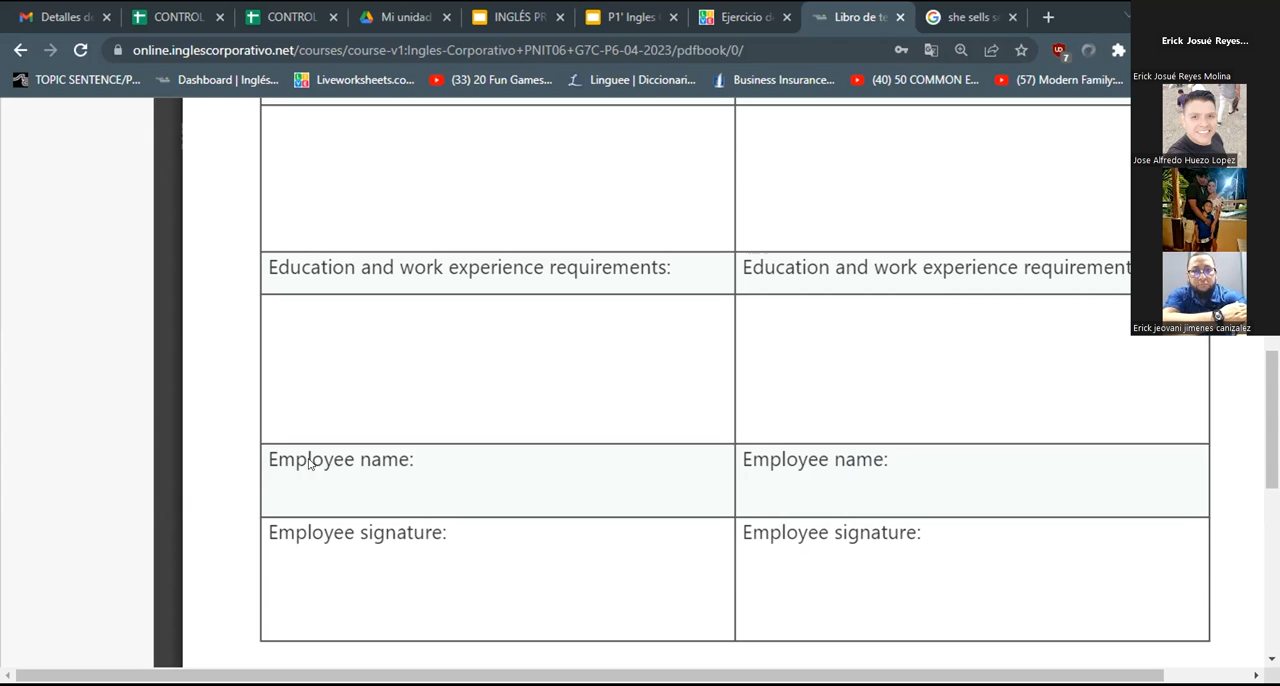 Detalles de
CONTROL
CONTROL
Mi unidad
INGLÉS PR
P1' Ingles
Ejercicio d
Libro de te
she sells s
online.inglescorporativo.net/courses/course-v1:Ingles-Corporativo+PNIT06+G7C-P6-04-2023/pdfbook/0/
7
TOPIC SENTENCE/P...
Dashboard | Inglés...
Liveworksheets.co...
(33) 20 Fun Games...
Linguee | Diccionari...
Business Insurance...
(40) 50 COMMON E...
(57) Modern Family:...
Erick Josué Reyes...
Erick Josué Reyes Molina
Jose Alfredo Huezo Lopez
Erick jeovani jimenes canizalez
Education and work experience requirements:
Education and work experience requirement
Employee name:
Employee name:
Employee signature:
Employee signature: